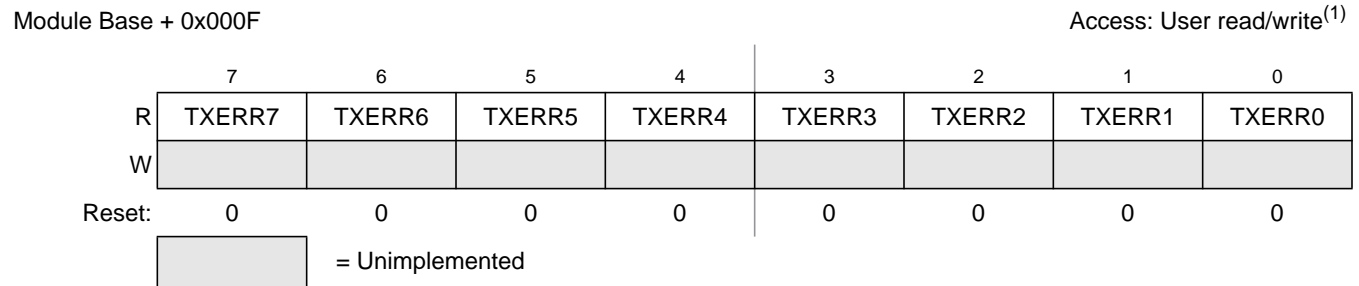 Module Base + 0x000F Access: User read/write(1)
7 6 5 4 3 2 1 0
R TXERR7 TXERR6 TXERR5 TXERR4 TXERR3 TXERR2 TXERR1 TXERR0
W
Reset: 0 0 0 0 0 0 0 0
= Unimplemented